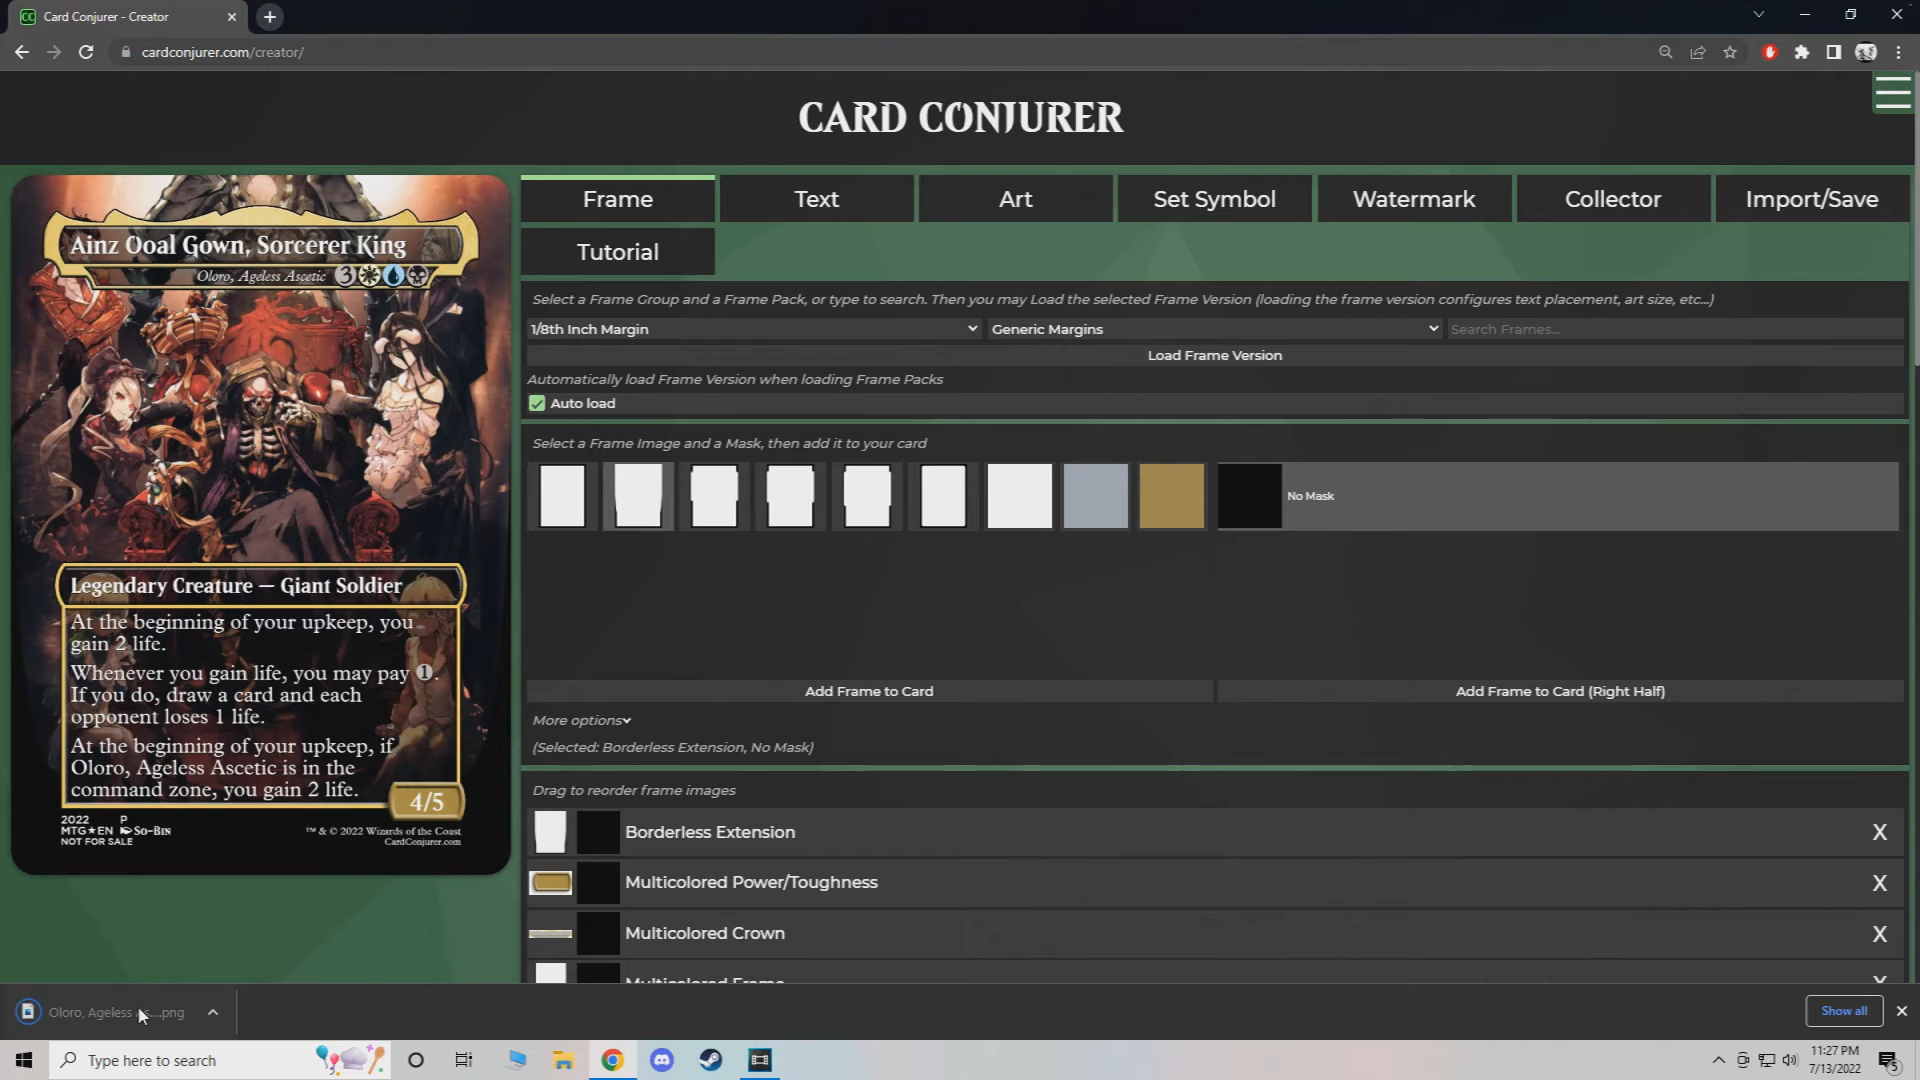 Card Conjurer - Creator
cardconjurer.com/creator/
CARD CONJURER
Frame
Text
Art
Set Symbol
Watermark
Collector
Import/Save
Tutorial
Select a Frame Group and a Frame Pack, or type to search. Then you may Load the selected Frame Version (loading the frame version configures text placement, art size, etc...)
1/8th Inch Margin
Generic Margins
Search Frames...
Load Frame Version
Automatically load Frame Version when loading Frame Packs
Auto load
Select a Frame Image and a Mask, then add it to your card
No Mask
Add Frame to Card
Add Frame to Card (Right Half)
More options
(Selected: Borderless Extension, No Mask)
Drag to reorder frame images
Borderless Extension
X
Multicolored Power/Toughness
X
Multicolored Crown
X
Multicolored Frame
X
Ainz Ooal Gown, Sorcerer King
Oloro, Ageless Ascetic 3
Legendary Creature — Giant Soldier
At the beginning of your upkeep, you
gain 2 life.
Whenever you gain life, you may pay 1.
If you do, draw a card and each
opponent loses 1 life.
At the beginning of your upkeep, if
Oloro, Ageless Ascetic is in the
command zone, you gain 2 life.
4/5
2022 P
MTG★EN So-Bin
NOT FOR SALE
™ & © 2022 Wizards of the Coast
CardConjurer.com
Oloro, Ageless As....png
Show all
Type here to search
11:27 PM
7/13/2022
5